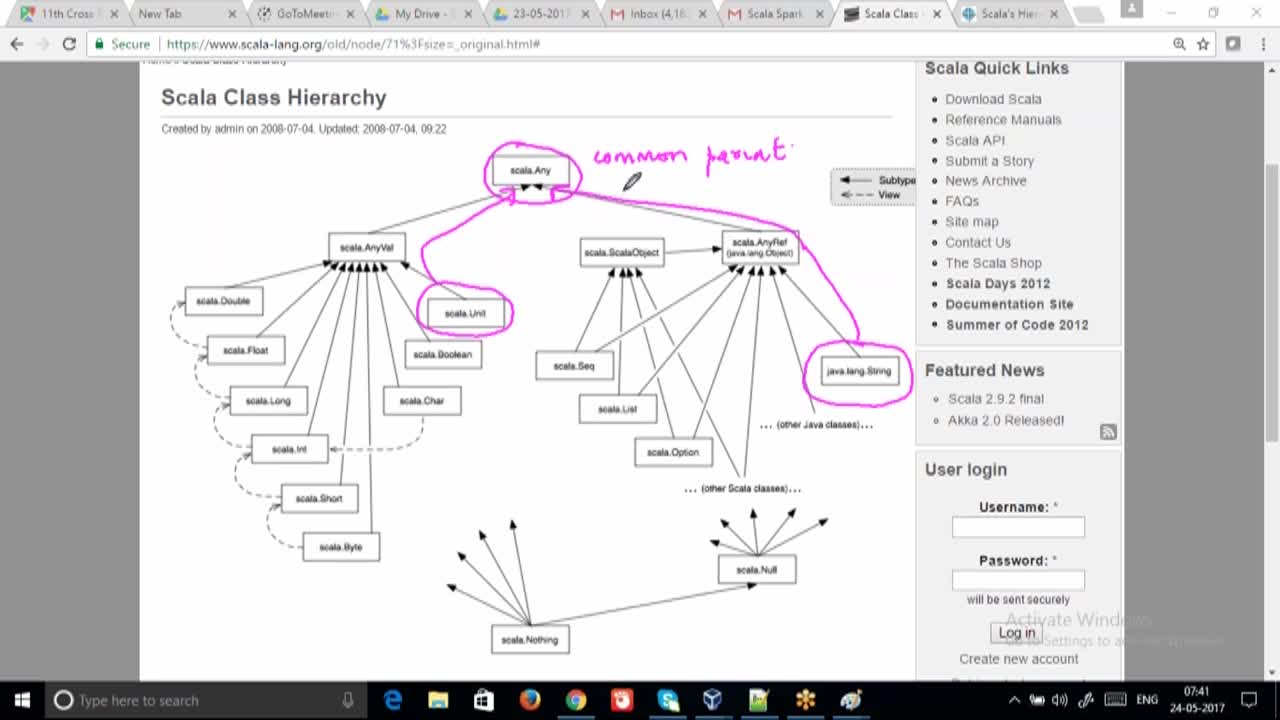 11th Cross
New Tab
GoToMeetin
My Drive -
23-05-2017
Inbox (4,18
Scala Spark
Scala Class
Scala's Hier
Secure
https://www.scala-lang.org/old/node/71%3Fsize=_original.html#
Scala Class Hierarchy
Created by admin on 2008-07-04. Updated: 2008-07-04, 09:22
common parent
scala.Any
Subtype
View
scala.AnyVal
scala.ScalaObject
scala.AnyRef
(java.lang.Object)
scala.Double
scala.Unit
scala.Float
scala.Boolean
scala.Seq
java.lang.String
scala.Long
scala.Char
scala.List
... (other Java classes)...
scala.Int
scala.Option
... (other Scala classes)...
scala.Short
scala.Byte
scala.Null
scala.Nothing
Scala Quick Links
Download Scala
Reference Manuals
Scala API
Submit a Story
News Archive
FAQs
Site map
Contact Us
The Scala Shop
Scala Days 2012
Documentation Site
Summer of Code 2012
Featured News
Scala 2.9.2 final
Akka 2.0 Released!
User login
Username: *
Password: *
will be sent securely
Activate Windows
Log in
Go to Settings to activate Windows.
Create new account
Type here to search
ENG
07:41
24-05-2017